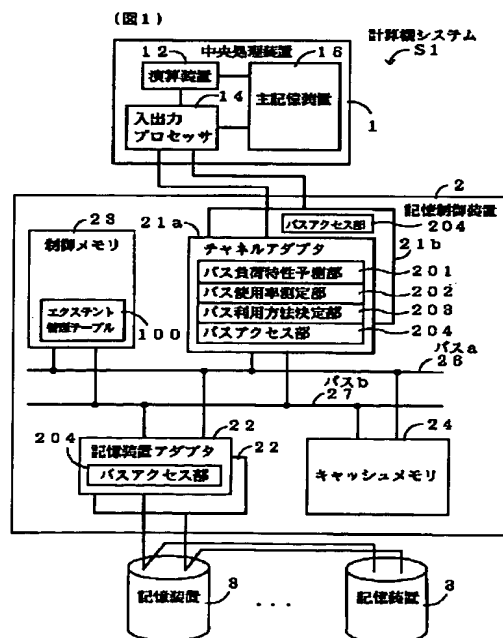 (図1)
計算機システム
S1
中央処理装置
12
16
演算装置
14
主記憶装置
入出力
プロセッサ
1
2
記憶制御装置
23
制御メモリ
エクステント
管理テーブル
100
21a
バスアクセス部
204
21b
チャネルアダプタ
バス負荷特性予測部
201
バス使用率測定部
202
バス利用方法決定部
203
バスアクセス部
204
バスa
26
バスb
27
204
22
記憶装置アダプタ
22
バスアクセス部
24
キャッシュメモリ
記憶装置
3
...
記憶装置
3